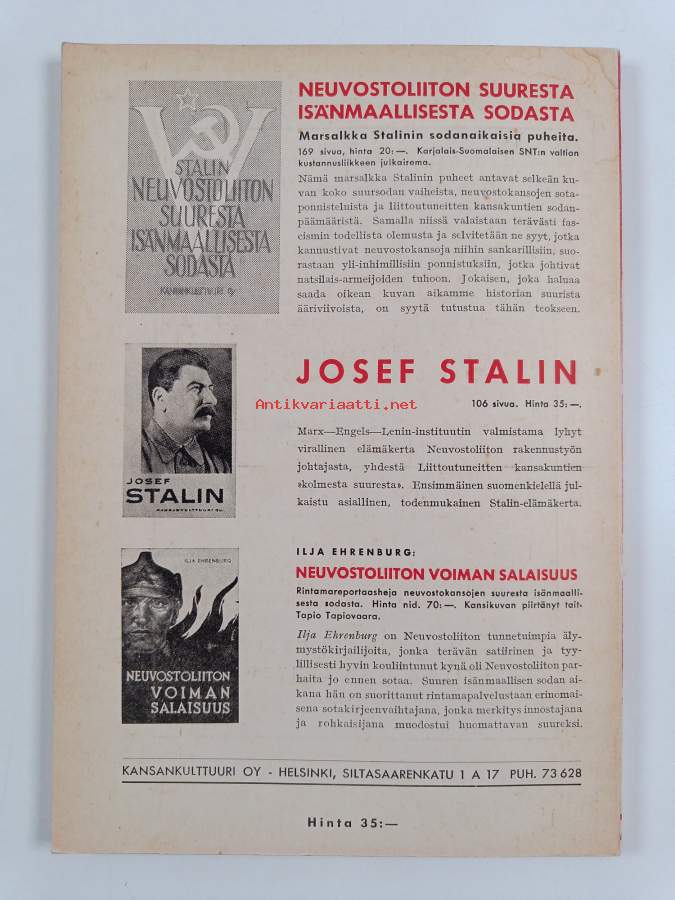 STALIN
NEUVOSTOLIITON
SUURESTA
ISÄNMAALLISESTA
SODASTA
KANSANKULTTUURI Oy
NEUVOSTOLIITON SUURESTA
ISÄNMAALLISESTA SODASTA
Marsalkka Stalinin sodanaikaisia puheita.
169 sivua, hinta 20:—. Karjalais-Suomalaisen SNT:n valtion
kustannusliikkeen julkairema.
Nämä marsalkka Stalinin puheet antavat selkeän ku-
van koko suursodan vaiheista, neuvostokansojen sota-
ponnisteluista ja liittoutuneitten kansakuntien sodan-
päämääristä. Samalla niissä valaistaan terävästi fas-
cismin todellista olemusta ja selvitetään ne syyt, jotka
kannustivat neuvostokansoja niihin sankarillisiin, suo-
rastaan yli-inhimillisiin ponnistuksiin, jotka johtivat
natsilais-armeijoiden tuhoon. Jokaisen, joka haluaa
saada oikean kuvan aikamme historian suurista
ääriviivoista, on syytä tutustua tähän teokseen.
JOSEF
STALIN
KANSANKULTTUURI OY.
JOSEF STALIN
106 sivua. Hinta 35:—.
Antikvariaatti.net
Marx—Engels—Lenin-instituutin valmistama lyhyt
virallinen elämäkerta Neuvostoliiton rakennustyön
johtajasta, yhdestä Liittoutuneitten kansakuntien
»kolmesta suuresta». Ensimmäinen suomenkielellä jul-
kaistu asiallinen, todenmukainen Stalin-elämäkerta.
ILJA EHRENBURG
NEUVOSTOLIITON
VOIMAN
SALAISUUS
ILJA EHRENBURG:
NEUVOSTOLIITON VOIMAN SALAISUUS
Rintamareportaasheja neuvostokansojen suuresta isänmaalli-
sesta sodasta. Hinta nid. 70:—. Kansikuvan piirtänyt tait.
Tapio Tapiovaara.
Ilja Ehrenburg on Neuvostoliiton tunnetuimpia äly-
mystökirjailijoita, jonka terävän satiirinen ja tyy-
lillisesti hyvin kouliintunut kynä oli Neuvostoliiton par-
haita jo ennen sotaa. Suuren isänmaallisen sodan ai-
kana hän on suorittanut rintamapalvelustaan erinomai-
sena sotakirjeenvaihtajana, jonka merkitys innostajana
ja rohkaisijana muodostui huomattavan suureksi.
KANSANKULTTUURI OY - HELSINKI, SILTASAARENKATU 1 A 17 PUH. 73 628
Hinta 35:—